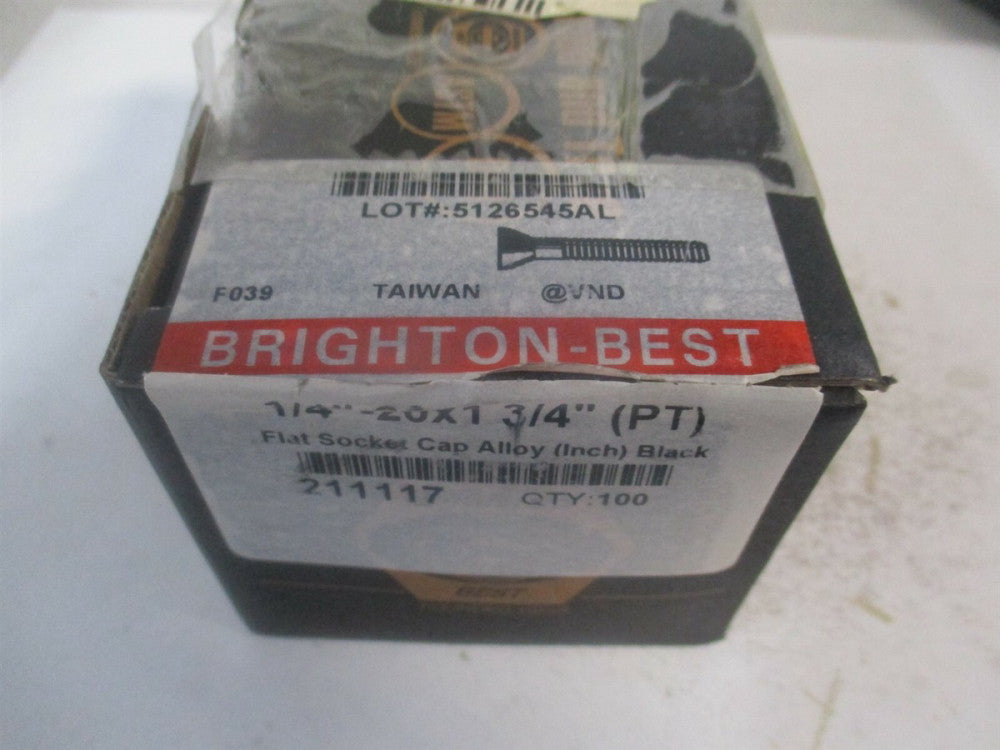 LOT#:5126545AL
F039 TAIWAN @VND
BRIGHTON-BEST
1/4"-20x1 3/4" (PT)
Flat Socket Cap Alloy (Inch) Black
211117 QTY:100
BEST